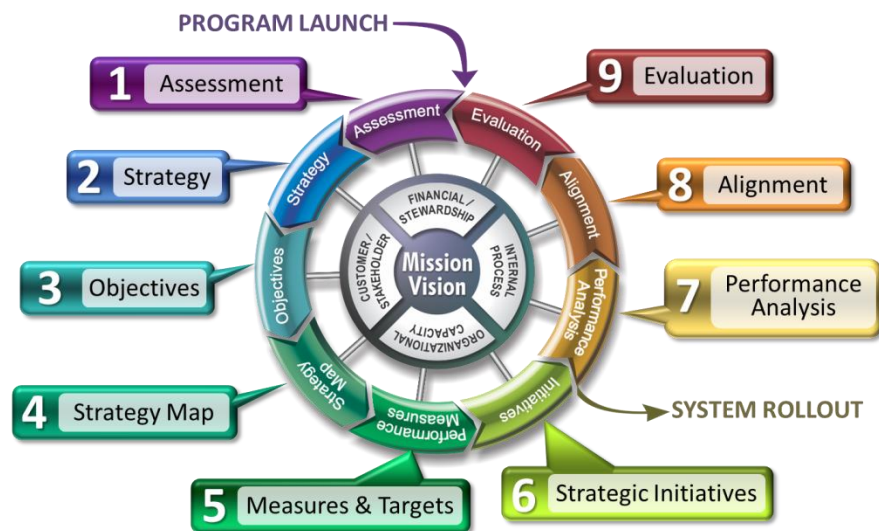 PROGRAM LAUNCH
1 Assessment
9 Evaluation
2 Strategy
8 Alignment
3 Objectives
7 Performance
Analysis
4 Strategy Map
SYSTEM ROLLOUT
5 Measures & Targets
6 Strategic Initiatives
Assessment
Evaluation
Strategy
Alignment
Objectives
Performance
Analysis
Strategy
Map
Performance
Measures
Initiatives
FINANCIAL /
STEWARDSHIP
CUSTOMER /
STAKEHOLDER
INTERNAL
PROCESS
ORGANIZATIONAL
CAPACITY
Mission
Vision